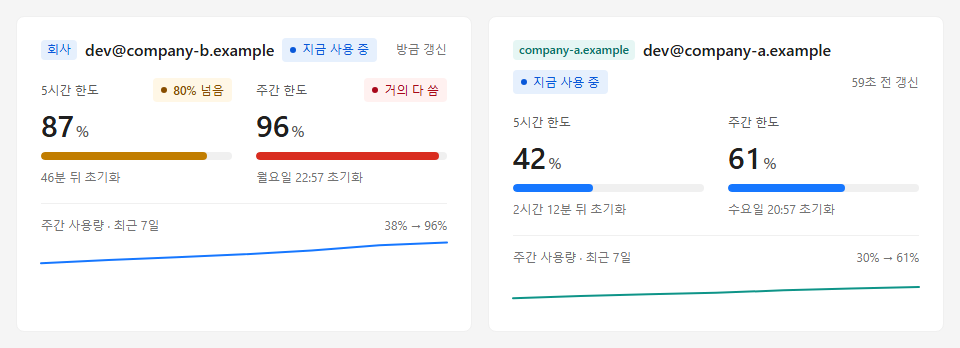 회사 dev@company-b.example 지금 사용 중 방금 갱신
5시간 한도 80% 넘음 주간 한도 거의 다 씀
87% 96%
46분 뒤 초기화 월요일 22:57 초기화
주간 사용량 · 최근 7일 38% → 96%
company-a.example dev@company-a.example
지금 사용 중 59초 전 갱신
5시간 한도 주간 한도
42% 61%
2시간 12분 뒤 초기화 수요일 20:57 초기화
주간 사용량 · 최근 7일 30% → 61%